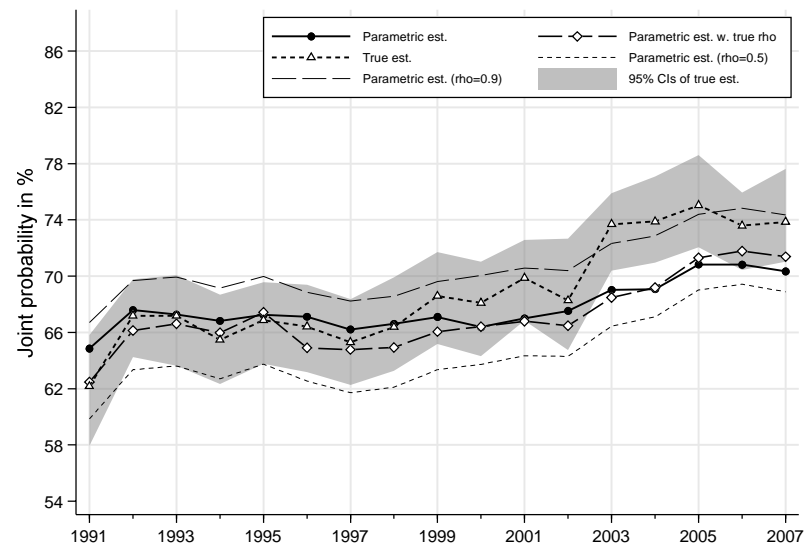 Parametric est.
True est.
Parametric est. (rho=0.9)
Parametric est. w. true rho
Parametric est. (rho=0.5)
95% CIs of true est.
Joint probability in %
86
82
78
74
70
66
62
58
54
1991 1993 1995 1997 1999 2001 2003 2005 2007